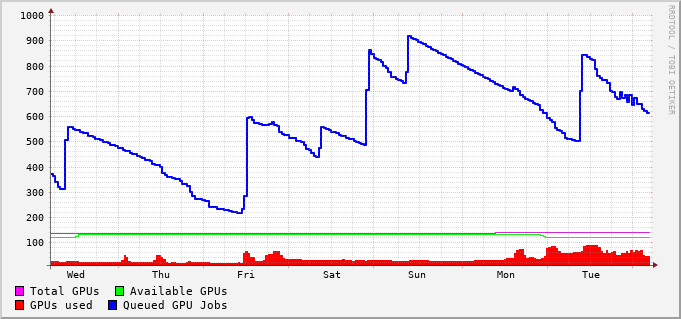 1000
900
800
700
600
500
400
300
200
100
Wed Thu Fri Sat Sun Mon Tue
Total GPUs Available GPUs
GPUs used Queued GPU Jobs
RRDTOOL / TOBI OETIKER